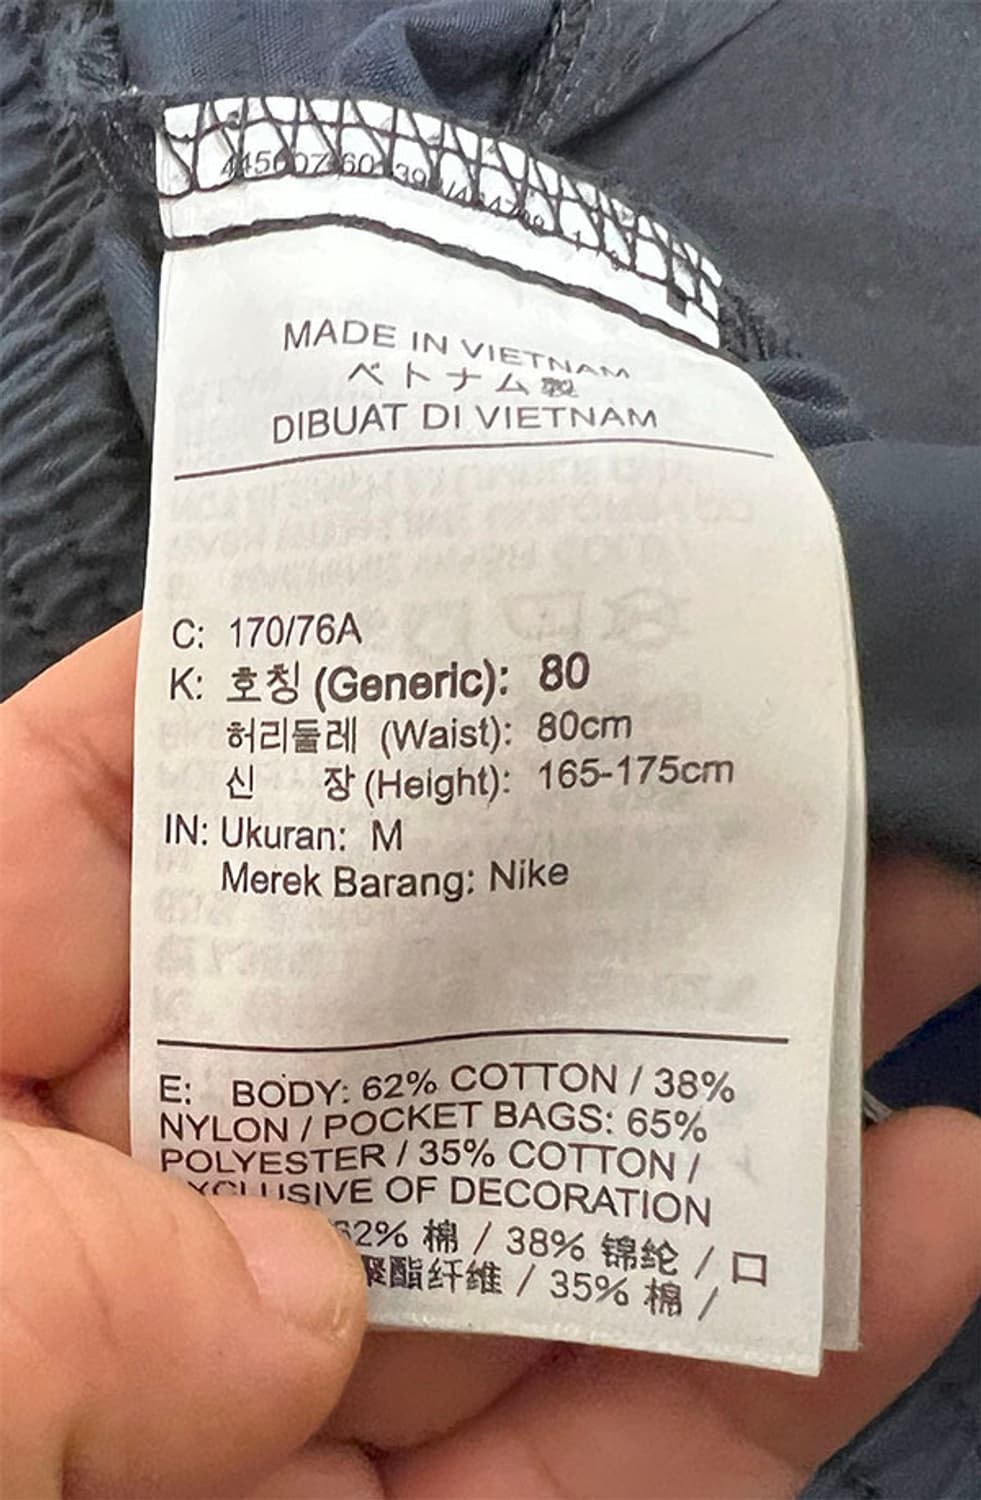 MADE IN VIETNAM
ベトナム製
DIBUAT DI VIETNAM
C: 170/76A
K: 호칭 (Generic): 80
허리둘레 (Waist): 80cm
신 장 (Height): 165-175cm
IN: Ukuran: M
Merek Barang: Nike
E: BODY: 62% COTTON / 38%
NYLON / POCKET BAGS: 65%
POLYESTER / 35% COTTON /
XCLUSIVE OF DECORATION
62% 棉 / 38% 锦纶 / 口
聚酯纤维 / 35% 棉 /